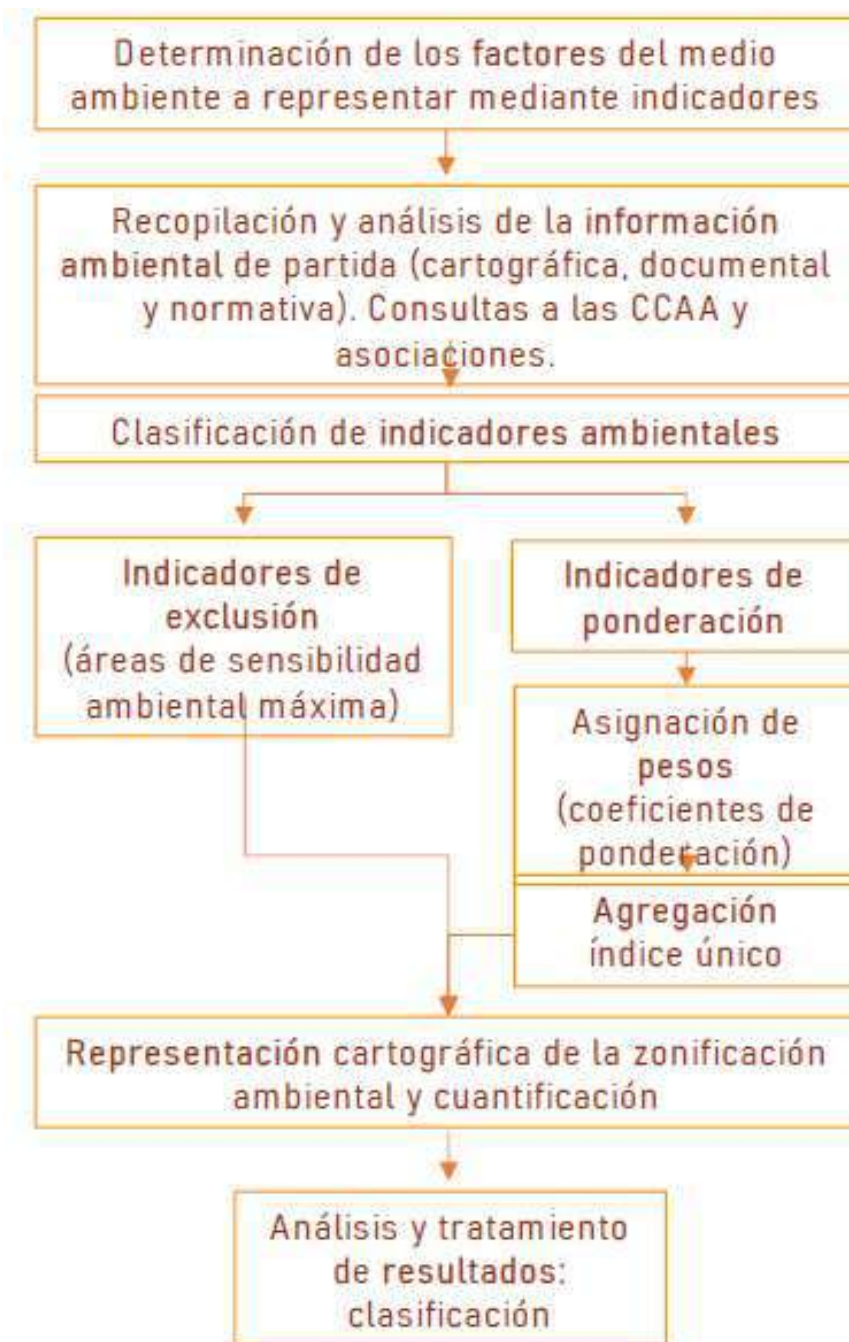 Determinación de los factores del medio
ambiente a representar mediante indicadores
Recopilación y análisis de la información
ambiental de partida (cartográfica, documental
y normativa). Consultas a las CCAA y
asociaciones.
Clasificación de indicadores ambientales
Indicadores de
exclusión
(áreas de sensibilidad
ambiental máxima)
Indicadores de
ponderación
Asignación de
pesos
(coeficientes de
ponderación)
Agregación
índice único
Representación cartográfica de la zonificación
ambiental y cuantificación
Análisis y tratamiento
de resultados:
clasificación